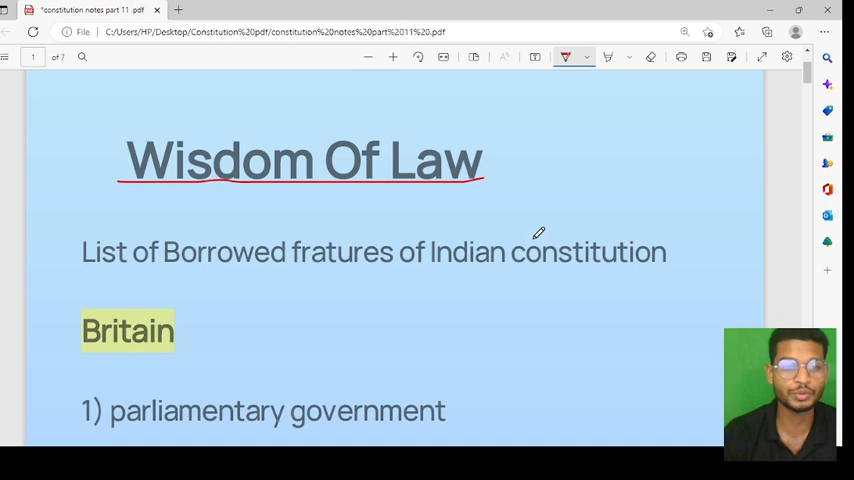 *constitution notes part 11 .pdf
File
C:/Users/HP/Desktop/Constitution%20pdf/constitution%20notes%20part%2011%20.pdf
1 of 7
Wisdom Of Law
List of Borrowed fratures of Indian constitution
Britain
1) parliamentary government